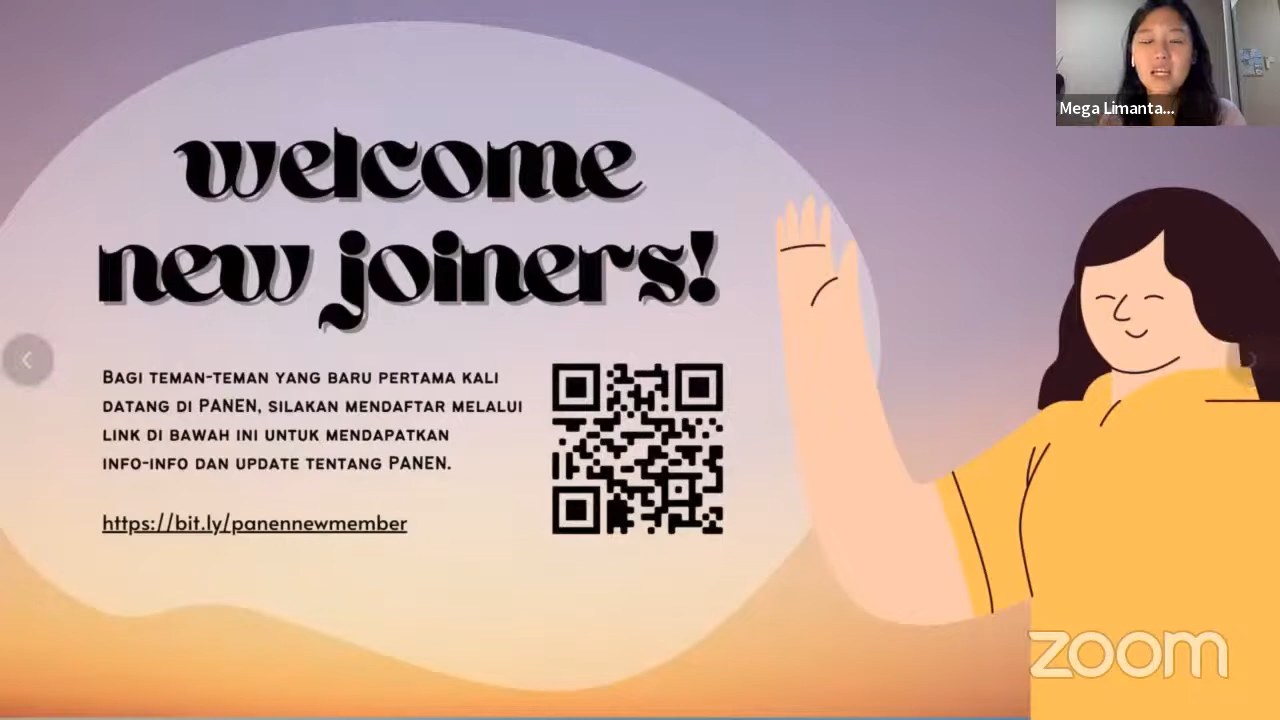 Mega Limanta...
welcome
new joiners!
BAGI TEMAN-TEMAN YANG BARU PERTAMA KALI
DATANG DI PANEN, SILAKAN MENDAFTAR MELALUI
LINK DI BAWAH INI UNTUK MENDAPATKAN
INFO-INFO DAN UPDATE TENTANG PANEN.
https://bit.ly/panennewmember
zoom